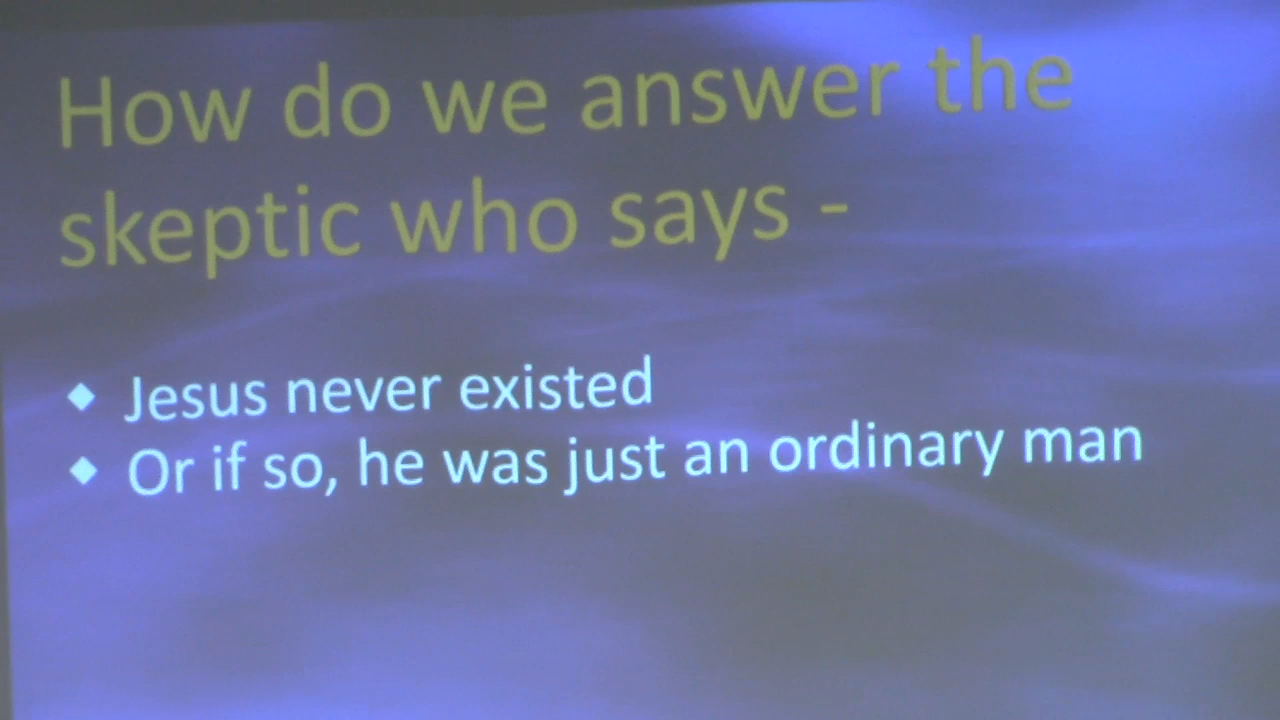 How do we answer the
skeptic who says -
◆ Jesus never existed
◆ Or if so, he was just an ordinary man